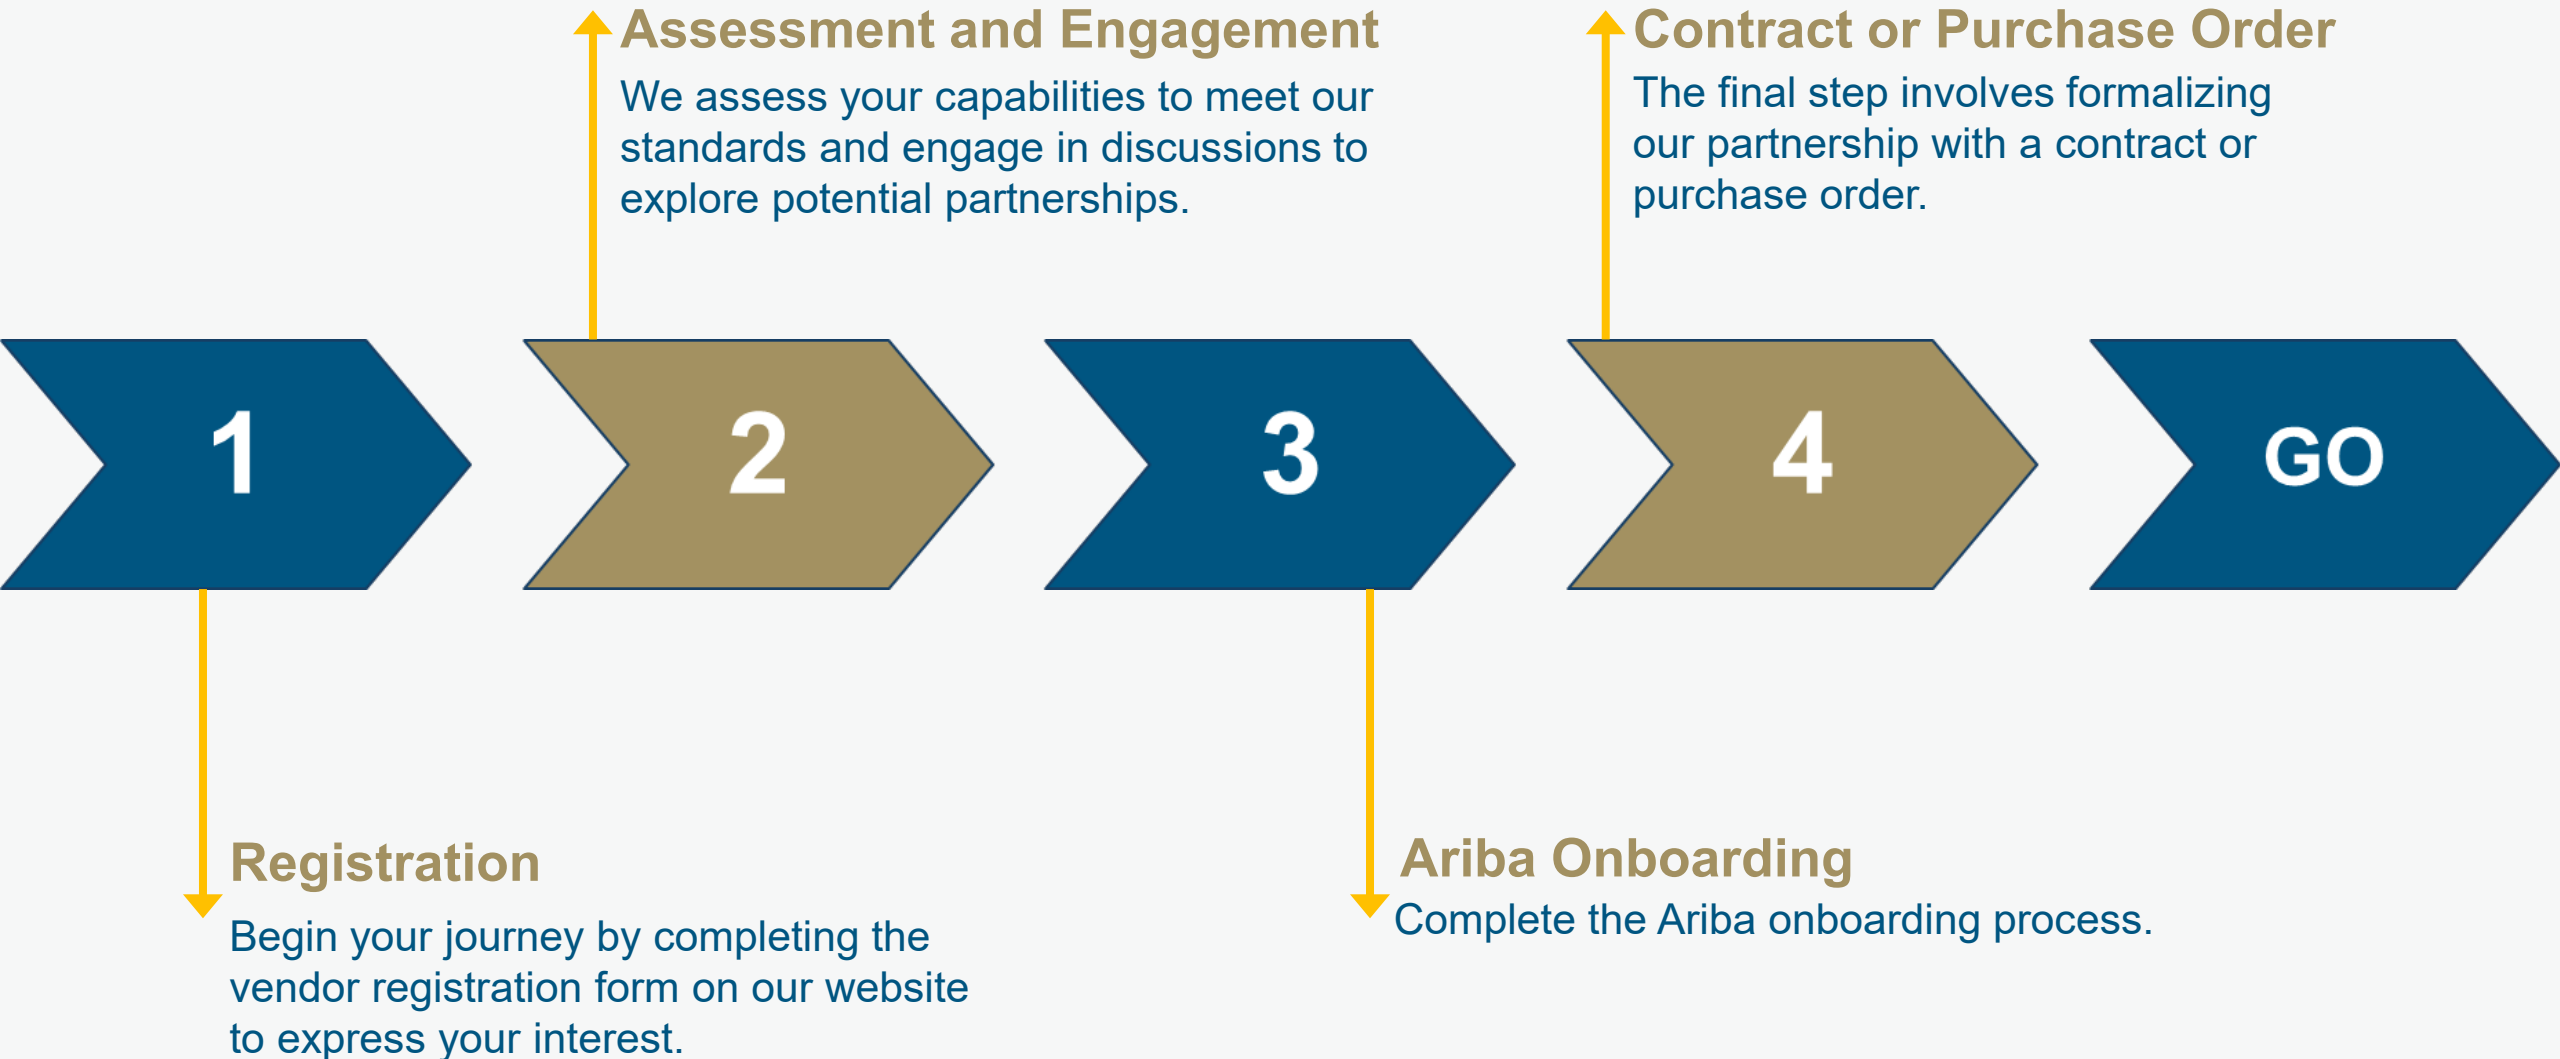 Assessment and Engagement
We assess your capabilities to meet our
standards and engage in discussions to
explore potential partnerships.
Contract or Purchase Order
The final step involves formalizing
our partnership with a contract or
purchase order.
1
2
3
4
GO
Registration
Begin your journey by completing the
vendor registration form on our website
to express your interest.
Ariba Onboarding
Complete the Ariba onboarding process.